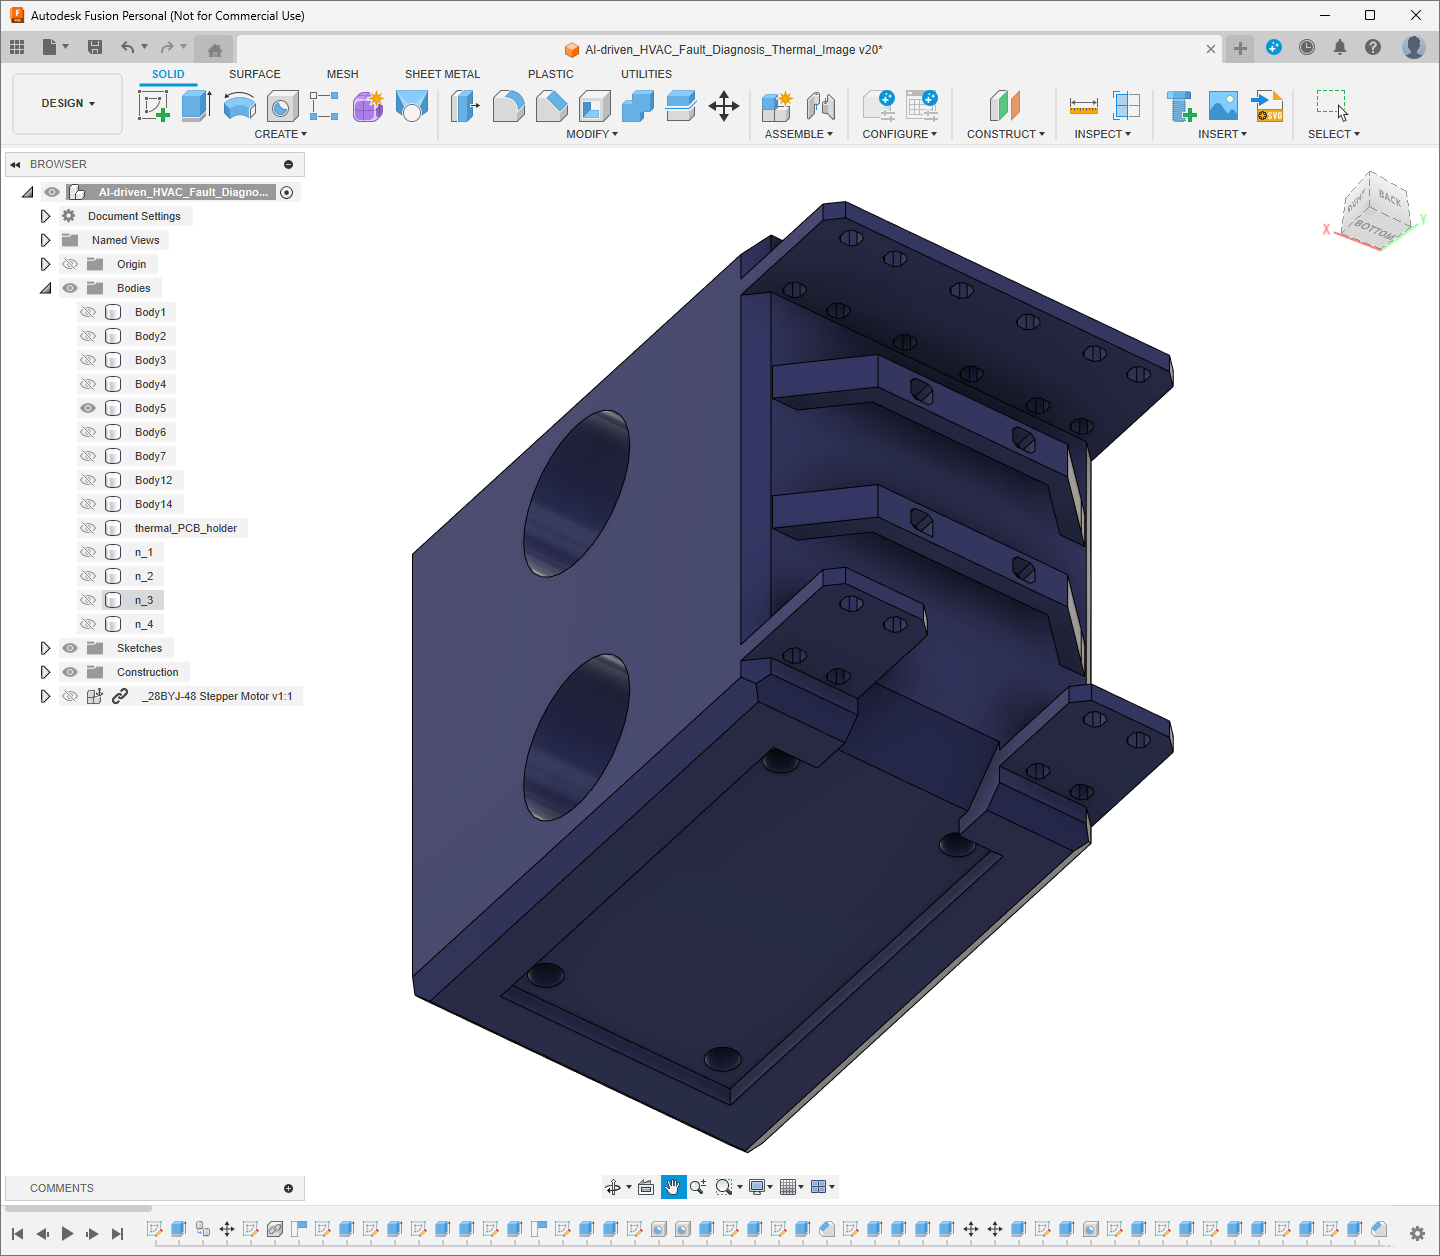 Autodesk Fusion Personal (Not for Commercial Use)
AI-driven_HVAC_Fault_Diagnosis_Thermal_Image v20*
DESIGN
SOLID SURFACE MESH SHEET METAL PLASTIC UTILITIES
CREATE MODIFY ASSEMBLE CONFIGURE CONSTRUCT INSPECT INSERT SELECT
SVG
BROWSER
AI-driven_HVAC_Fault_Diagno...
Document Settings
Named Views
Origin
Bodies
Body1
Body2
Body3
Body4
Body5
Body6
Body7
Body12
Body14
thermal_PCB_holder
n_1
n_2
n_3
n_4
Sketches
Construction
_28BYJ-48 Stepper Motor v1:1
RIGHT
BACK
BOTTOM
X
Y
COMMENTS